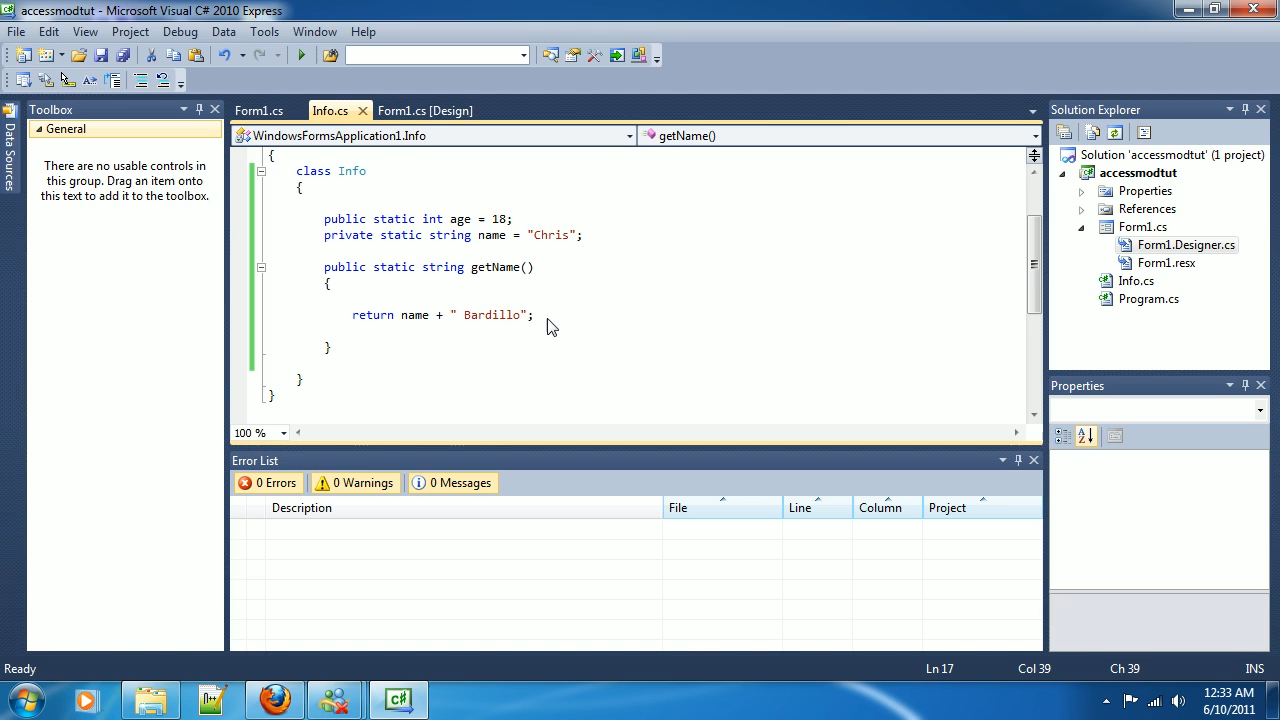 accessmodtut - Microsoft Visual C# 2010 Express
File Edit View Project Debug Data Tools Window Help
Toolbox
General
There are no usable controls in
this group. Drag an item onto
this text to add it to the toolbox.
Data Sources
Form1.cs Info.cs Form1.cs [Design]
WindowsFormsApplication1.Info getName()
{
class Info
{
public static int age = 18;
private static string name = "Chris";
public static string getName()
{
return name + " Bardillo";
}
}
}
100 %
Error List
0 Errors 0 Warnings 0 Messages
Description File Line Column Project
Solution Explorer
Solution 'accessmodtut' (1 project)
accessmodtut
Properties
References
Form1.cs
Form1.Designer.cs
Form1.resx
Info.cs
Program.cs
Properties
Ready Ln 17 Col 39 Ch 39 INS
12:33 AM
6/10/2011